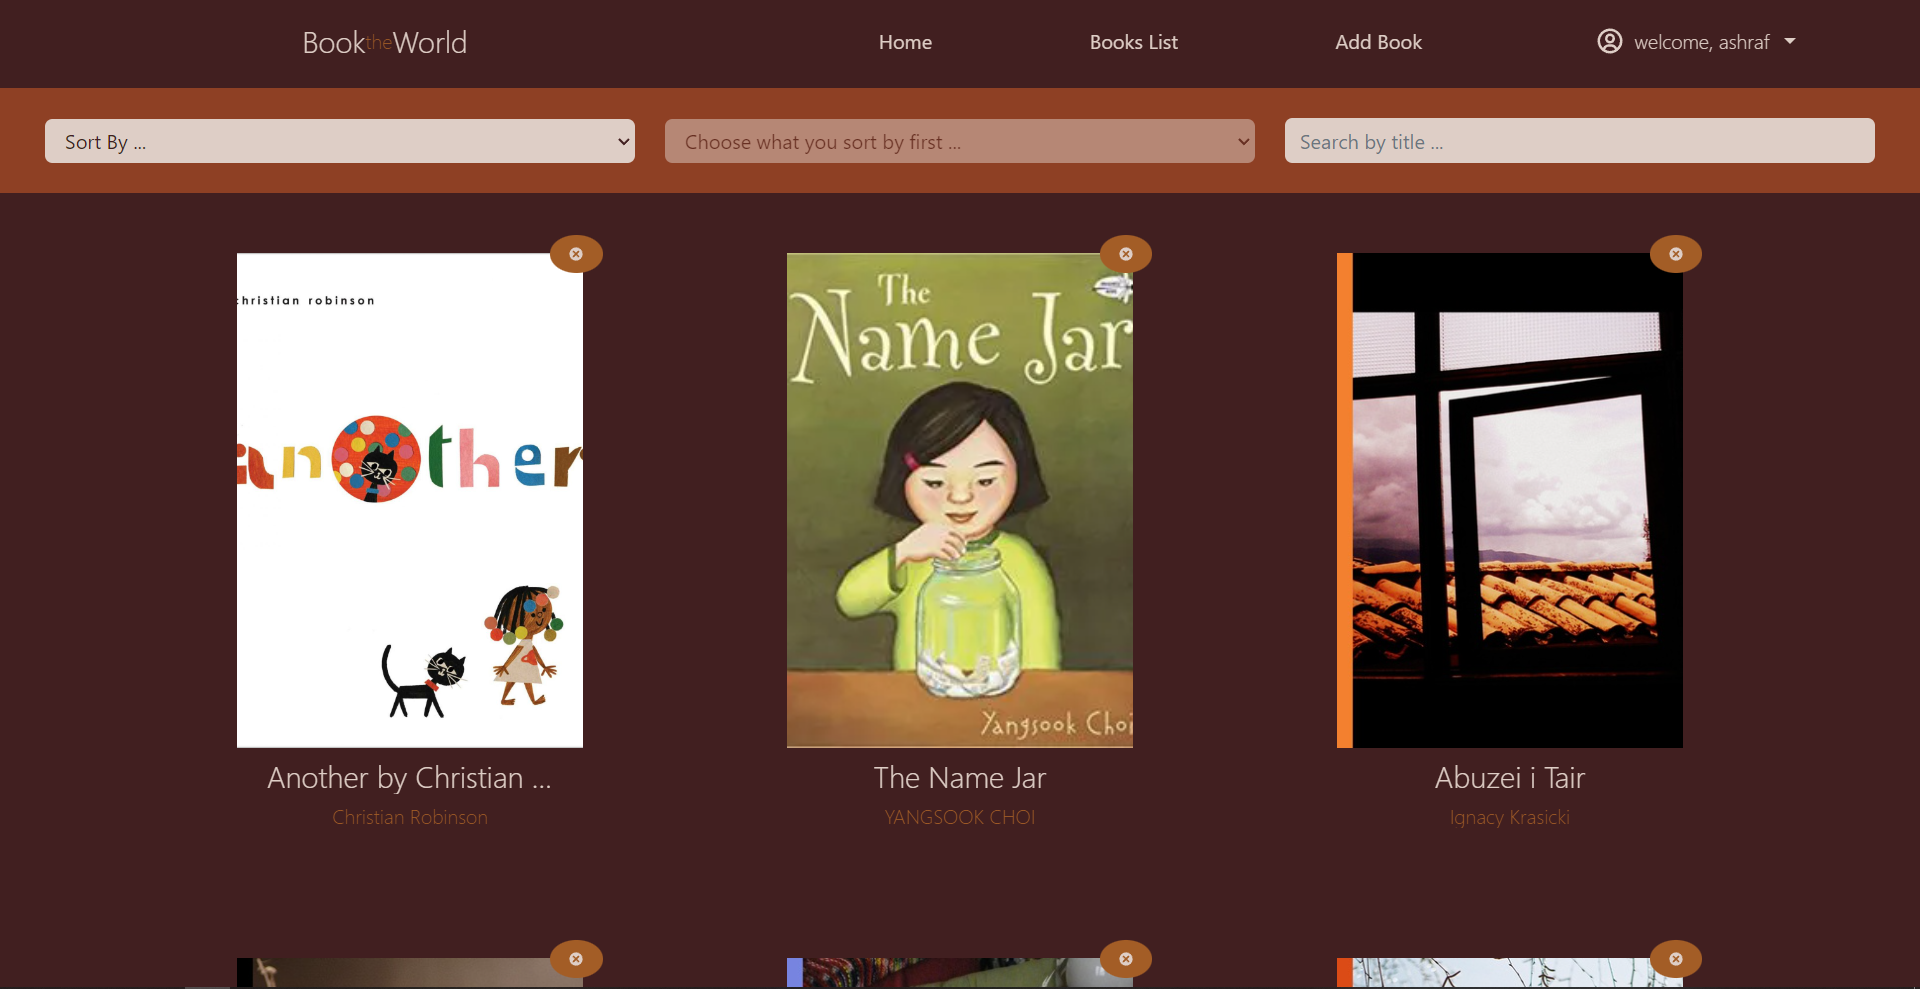 BooktheWorld
Home
Books List
Add Book
welcome, ashraf
Sort By ...
Choose what you sort by first ...
Search by title ...
christian robinson
another
The
Name Jar
Yangsook Choi
Another by Christian ...
The Name Jar
Abuzei i Tair
Christian Robinson
YANGSOOK CHOI
Ignacy Krasicki